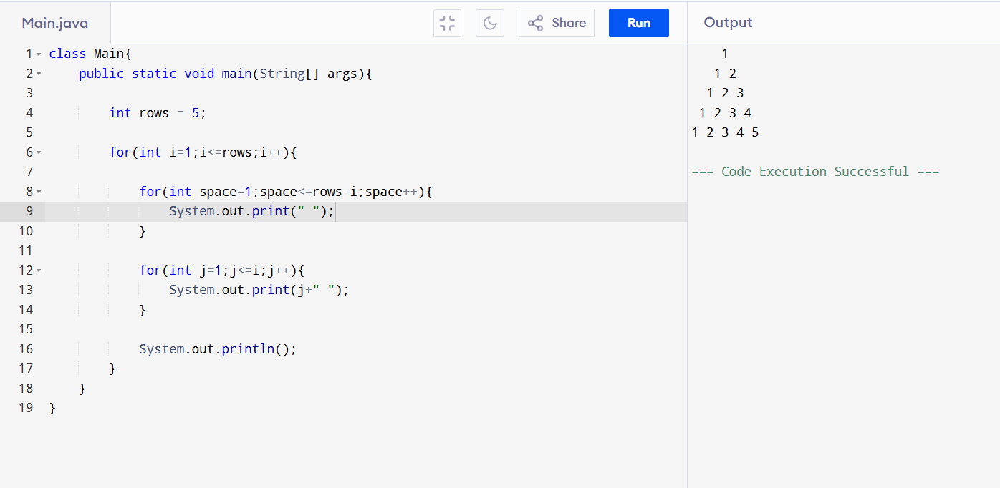 Main.java
Share
Run
Output
1 class Main{
2     public static void main(String[] args){
3
4         int rows = 5;
5
6         for(int i=1;i<=rows;i++){
7
8             for(int space=1;space<=rows-i;space++){
9                 System.out.print(" ");
10             }
11
12             for(int j=1;j<=i;j++){
13                 System.out.print(j+" ");
14             }
15
16             System.out.println();
17         }
18     }
19 }
    1
   1 2
  1 2 3
 1 2 3 4
1 2 3 4 5
=== Code Execution Successful ===